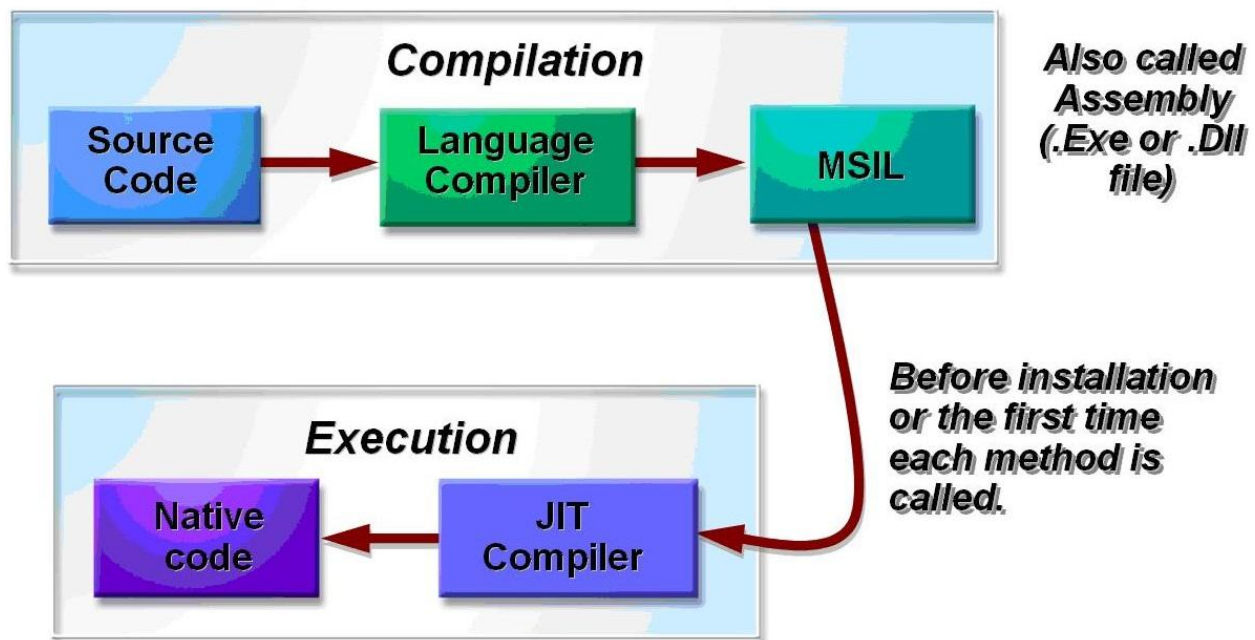 Compilation
Source
Code
Language
Compiler
MSIL
Also called
Assembly
(.Exe or .Dll
file)
Before installation
or the first time
each method is
called.
Execution
Native
code
JIT
Compiler